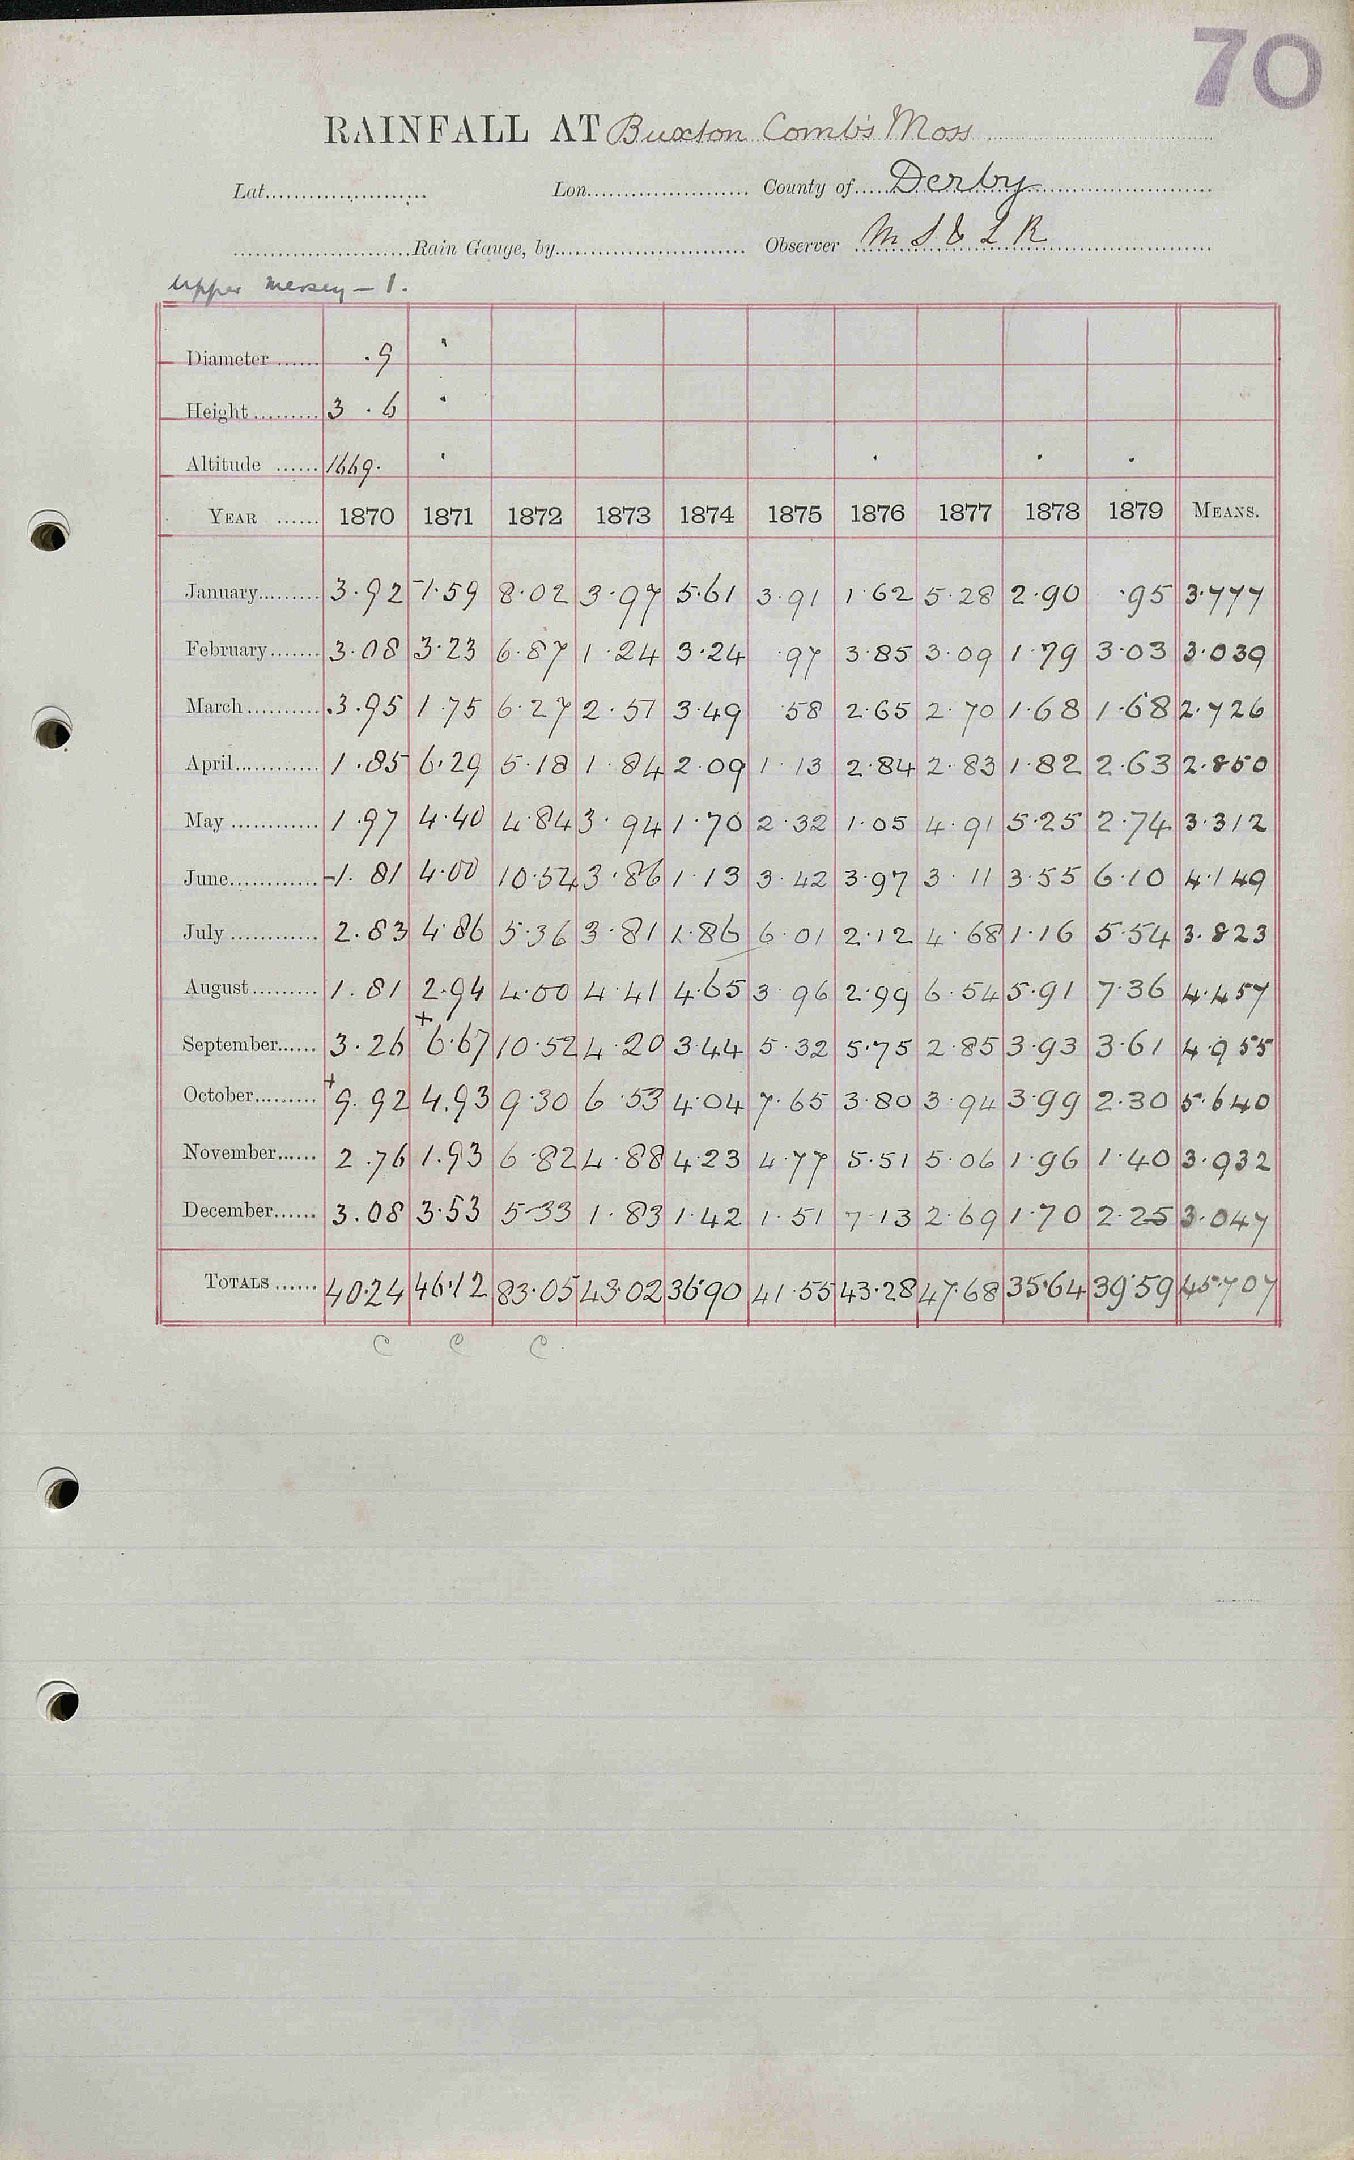 70
RAINFALL AT Buxton Combs Moss
Lat. Lon. County of Derby
Rain Gauge, by Observer M S & L R
Upper Mersey – 1.
Diameter .9
Height 3 . 6
Altitude 1669.
YEAR 1870 1871 1872 1873 1874 1875 1876 1877 1878 1879 MEANS.
January 3.92 1.59 8.02 3.97 5.61 3.91 1.62 5.28 2.90 .95 3.777
February 3.08 3.23 6.87 1.24 3.24 .97 3.85 3.09 1.79 3.03 3.039
March 3.95 1.75 6.27 2.51 3.49 .58 2.65 2.70 1.68 1.68 2.726
April 1.85 6.29 5.18 1.84 2.09 1.13 2.84 2.83 1.82 2.63 2.850
May 1.97 4.40 4.84 3.94 1.70 2.32 1.05 4.91 5.25 2.74 3.312
June 1.81 4.00 10.54 3.86 1.13 3.42 3.97 3.11 3.55 6.10 4.149
July 2.83 4.86 5.36 3.81 1.86 6.01 2.12 4.68 1.16 5.54 3.823
August 1.81 2.94 4.00 4.41 4.65 3.96 2.99 6.54 5.91 7.36 4.457
September 3.26 +6.67 10.52 4.20 3.44 5.32 5.75 2.85 3.93 3.61 4.955
October +9.92 4.93 9.30 6.53 4.04 7.65 3.80 3.94 3.99 2.30 5.640
November 2.76 1.93 6.82 4.88 4.23 4.77 5.51 5.06 1.96 1.40 3.932
December 3.08 3.53 5.33 1.83 1.42 1.51 7.13 2.69 1.70 2.25 3.047
TOTALS 40.24 46.12 83.05 43.02 36.90 41.55 43.28 47.68 35.64 39.59 45.707
C C C